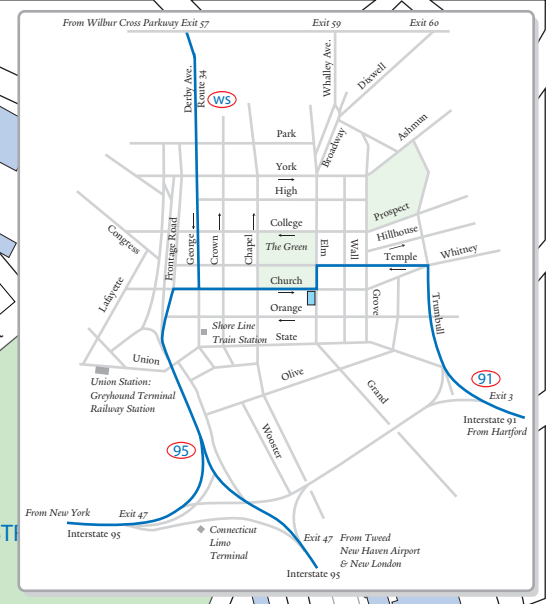 From Wilbur Cross Parkway Exit 57
Exit 59
Exit 60
Derby Ave.
Route 34
WS
Whalley Ave.
Dixwell
Broadway
Ashmun
Park
York
High
College
The Green
Church
Orange
State
Congress
Lafayette
Frontage Road
George
Crown
Chapel
Elm
Wall
Grove
Prospect
Hillhouse
Temple
Whitney
Trumbull
Shore Line
Train Station
Union
Union Station:
Greyhound Terminal
Railway Station
Olive
Grand
Wooster
91
Exit 3
Interstate 91
From Hartford
95
From New York
Exit 47
Interstate 95
Connecticut
Limo
Terminal
Exit 47
From Tweed
New Haven Airport
& New London
Interstate 95